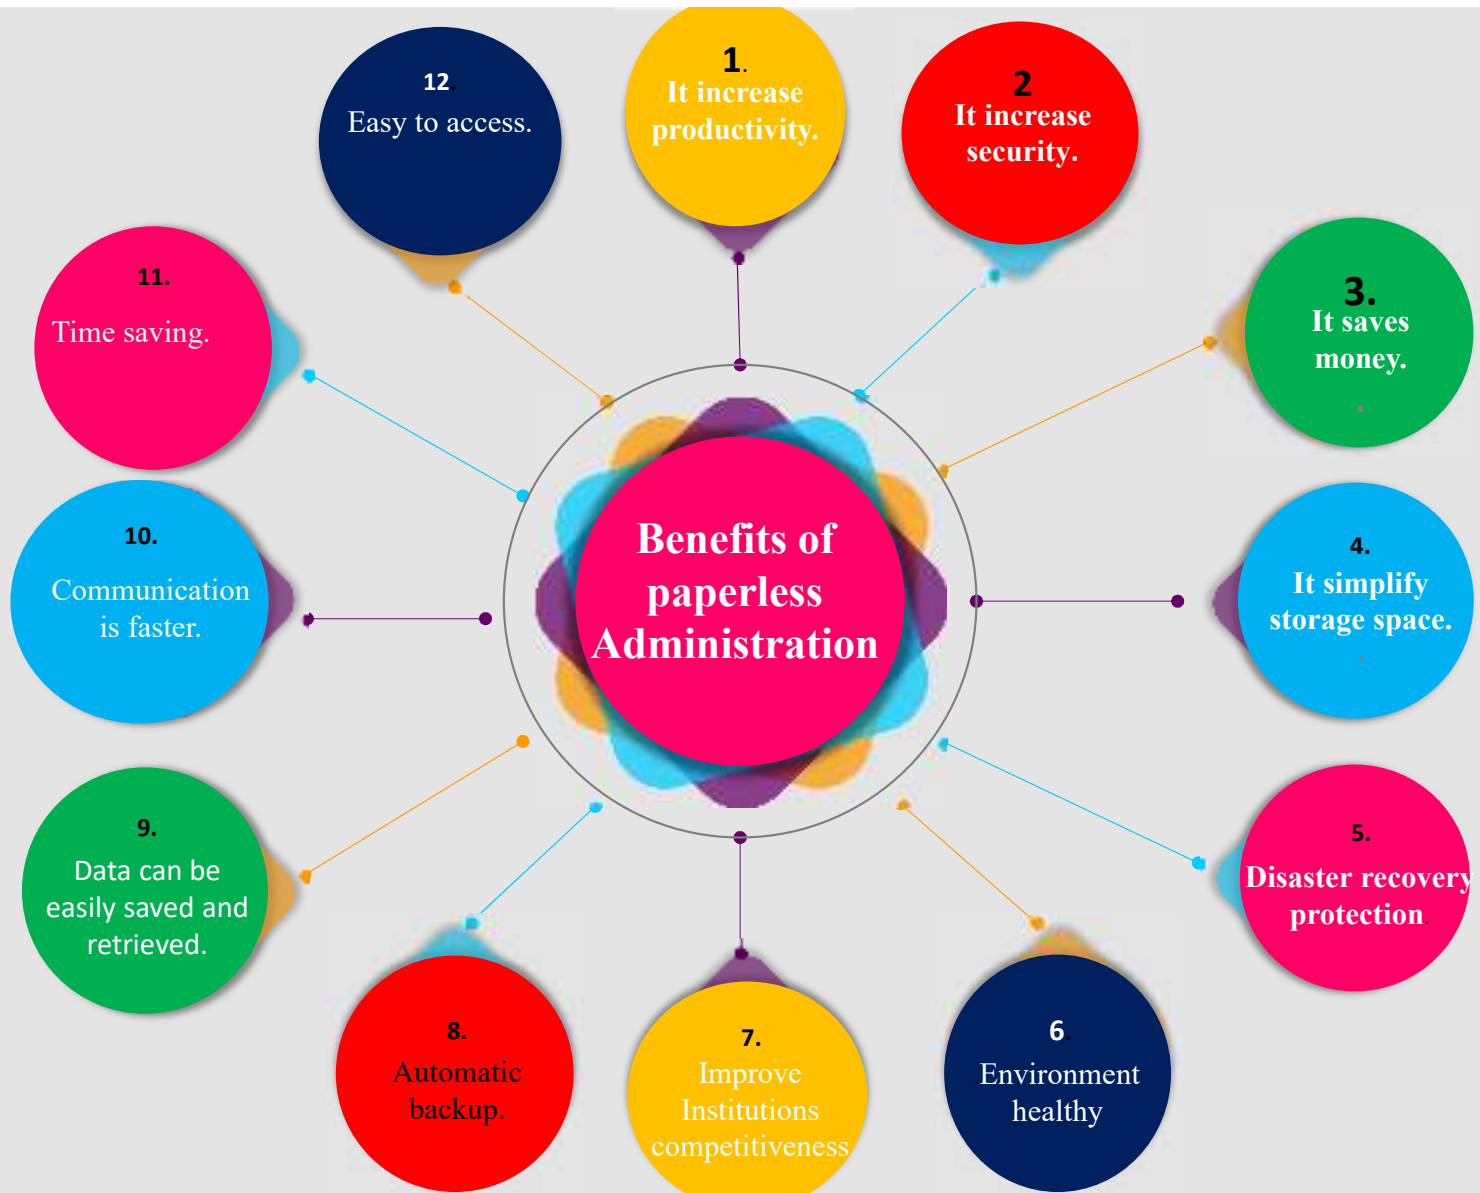 Benefits of
paperless
Administration
1.
It increase
productivity.
2
It increase
security.
3.
It saves
money.
.
4.
It simplify
storage space.
.
5.
Disaster recovery
protection.
6.
.Environment
healthy
7.
Improve
Institutions
competitiveness
8.
Automatic
backup.
9.
Data can be
easily saved and
retrieved.
10.
Communication
is faster.
11.
Time saving.
12.
Easy to access.